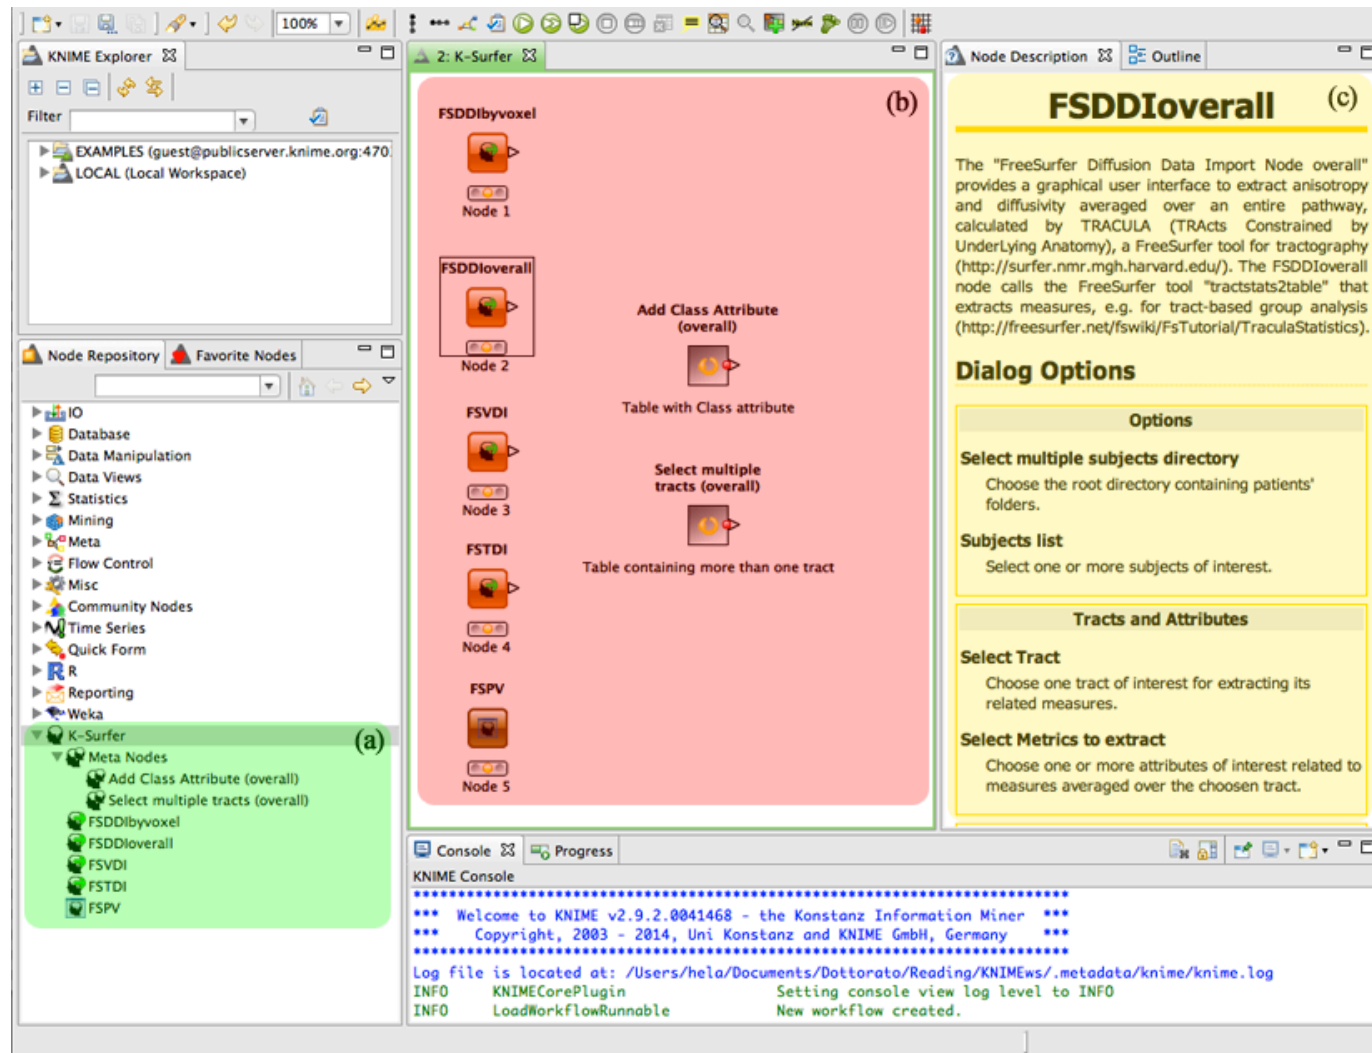 100%
KNIME Explorer
Filter
EXAMPLES (guest@publicserver.knime.org:470
LOCAL (Local Workspace)
Node Repository
Favorite Nodes
IO
Database
Data Manipulation
Data Views
Statistics
Mining
Meta
Flow Control
Misc
Community Nodes
Time Series
Quick Form
R
Reporting
Weka
K-Surfer
(a)
Meta Nodes
Add Class Attribute (overall)
Select multiple tracts (overall)
FSDDIbyvoxel
FSDDIoverall
FSVDI
FSTDI
FSPV
2: K-Surfer
(b)
FSDDIbyvoxel
Node 1
FSDDIoverall
Node 2
FSVDI
Node 3
FSTDI
Node 4
FSPV
Node 5
Add Class Attribute
(overall)
Table with Class attribute
Select multiple
tracts (overall)
Table containing more than one tract
Node Description
Outline
FSDDIoverall
(c)
The "FreeSurfer Diffusion Data Import Node overall"
provides a graphical user interface to extract anisotropy
and diffusivity averaged over an entire pathway,
calculated by TRACULA (TRActs Constrained by
UnderLying Anatomy), a FreeSurfer tool for tractography
(http://surfer.nmr.mgh.harvard.edu/). The FSDDIoverall
node calls the FreeSurfer tool "tractstats2table" that
extracts measures, e.g. for tract-based group analysis
(http://freesurfer.net/fswiki/FsTutorial/TraculaStatistics).
Dialog Options
Options
Select multiple subjects directory
Choose the root directory containing patients'
folders.
Subjects list
Select one or more subjects of interest.
Tracts and Attributes
Select Tract
Choose one tract of interest for extracting its
related measures.
Select Metrics to extract
Choose one or more attributes of interest related to
measures averaged over the choosen tract.
Console
Progress
KNIME Console
*** Welcome to KNIME v2.9.2.0041468 - the Konstanz Information Miner ***
*** Copyright, 2003 - 2014, Uni Konstanz and KNIME GmbH, Germany ***
Log file is located at: /Users/hela/Documents/Dottorato/Reading/KNIMEws/.metadata/knime/knime.log
INFO KNIMECorePlugin Setting console view log level to INFO
INFO LoadWorkflowRunnable New workflow created.